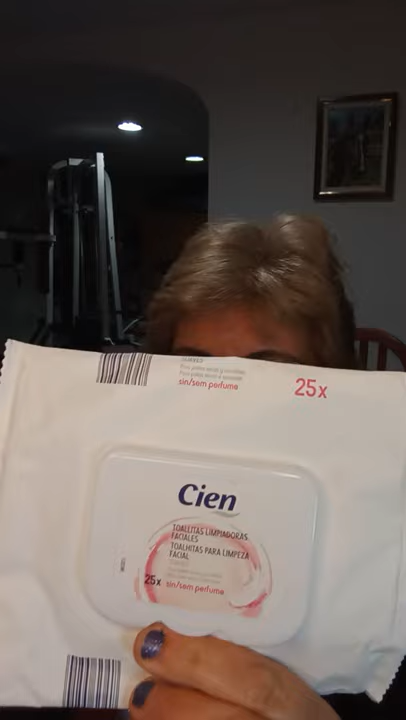 sin/sem perfume
25x
Cien
TOALLITAS LIMPIADORAS
FACIALES
TOALHITAS PARA LIMPEZA
FACIAL
25x sin/sem perfume